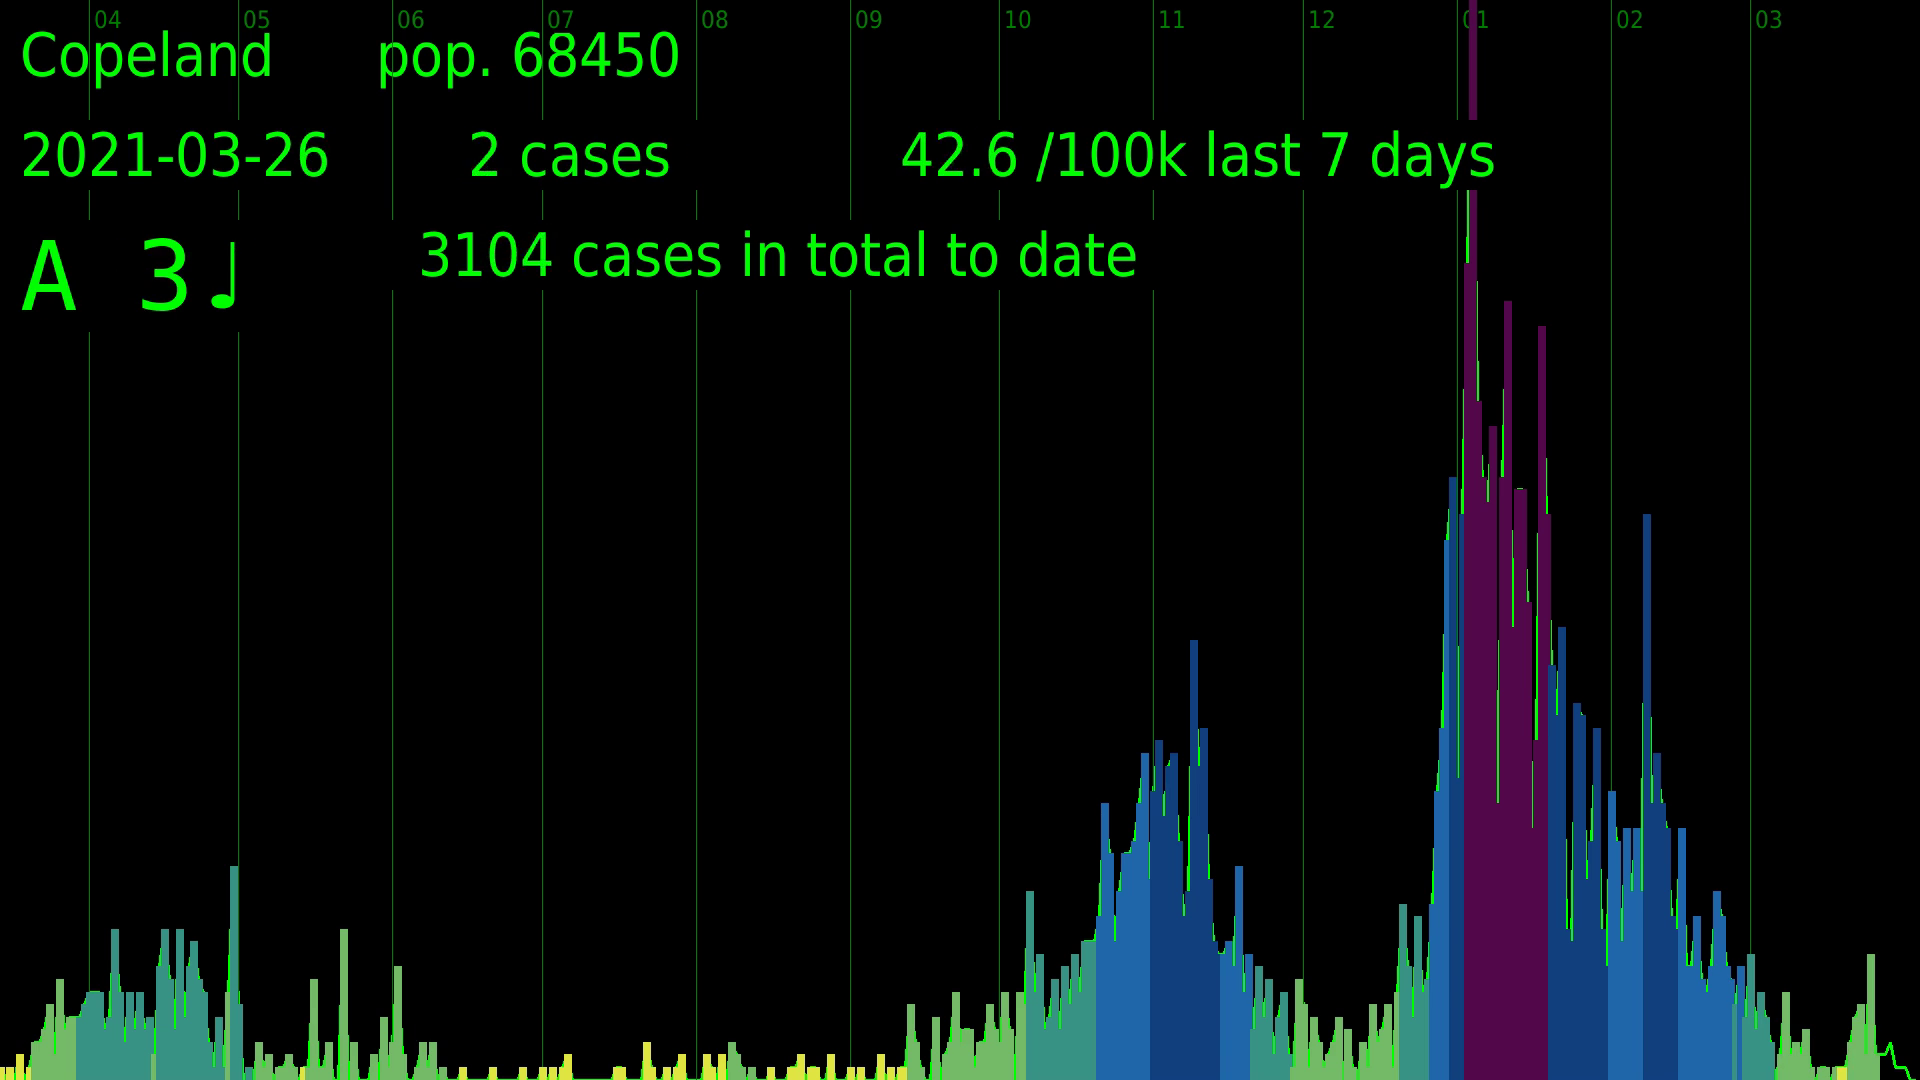 04 05 06 07 08 09 10 11 12 01 02 03
Copeland pop. 68450
2021-03-26 2 cases 42.6 /100k last 7 days
A 3♩ 3104 cases in total to date